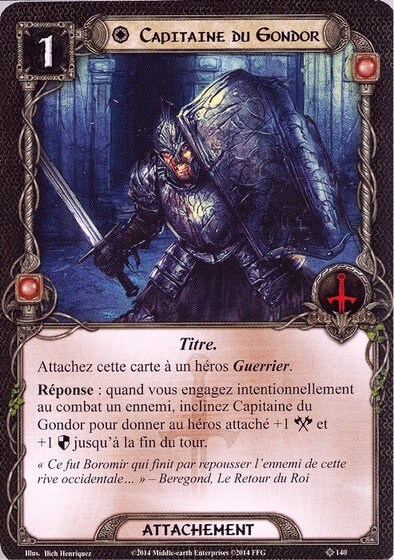 1
CAPITAINE DU GONDOR
Titre.
Attachez cette carte à un héros Guerrier.
Réponse : quand vous engagez intentionnellement
au combat un ennemi, inclinez Capitaine du
Gondor pour donner au héros attaché +1 et
+1 jusqu'à la fin du tour.
« Ce fut Boromir qui finit par repousser l'ennemi de cette
rive occidentale… » – Beregond, Le Retour du Roi
ATTACHEMENT
Illus. Ilich Henriquez ©2014 Middle-earth Enterprises ©2014 FFG 140